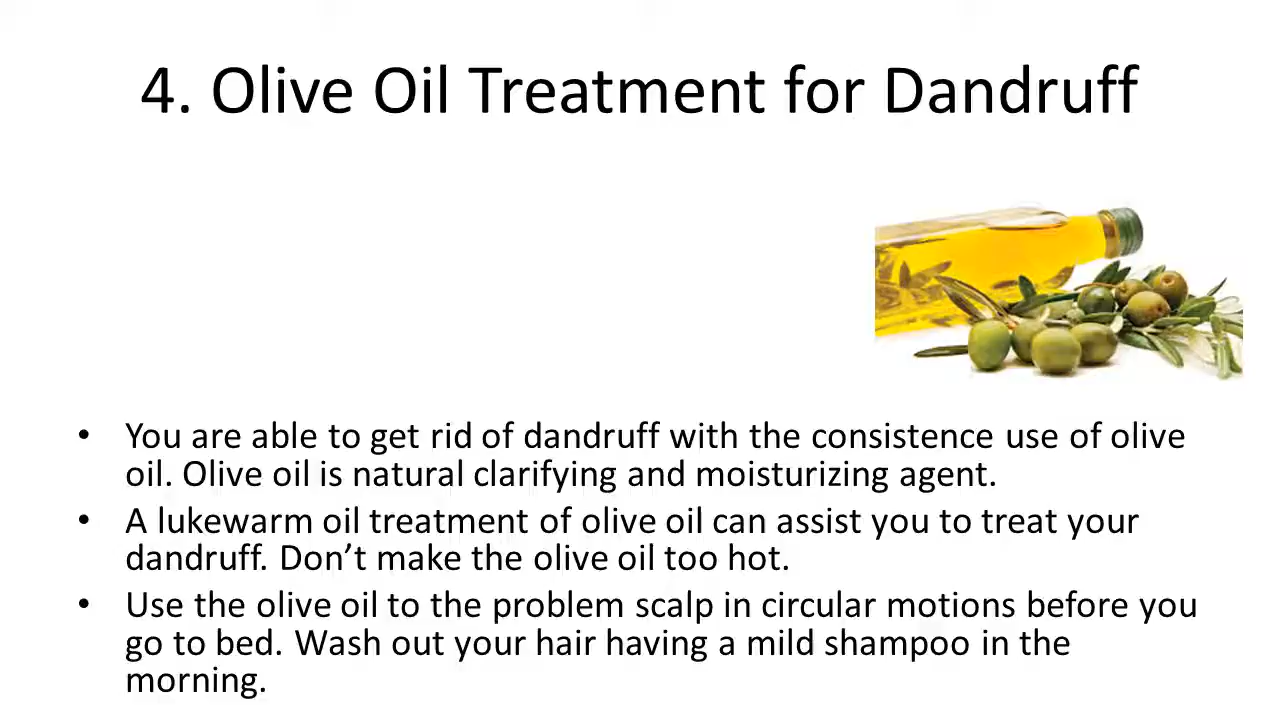 4. Olive Oil Treatment for Dandruff
• You are able to get rid of dandruff with the consistence use of olive
oil. Olive oil is natural clarifying and moisturizing agent.
• A lukewarm oil treatment of olive oil can assist you to treat your
dandruff. Don’t make the olive oil too hot.
• Use the olive oil to the problem scalp in circular motions before you
go to bed. Wash out your hair having a mild shampoo in the
morning.